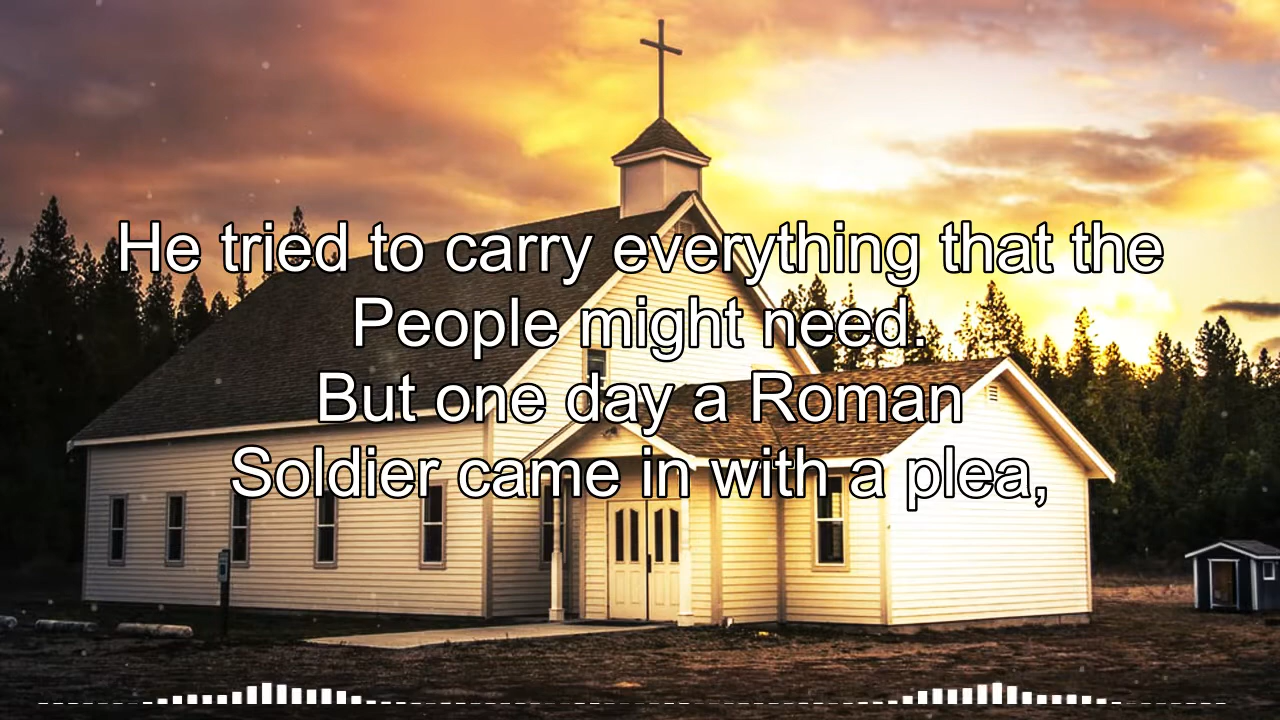 He tried to carry everything that the
People might need.
But one day a Roman
Soldier came in with a plea,